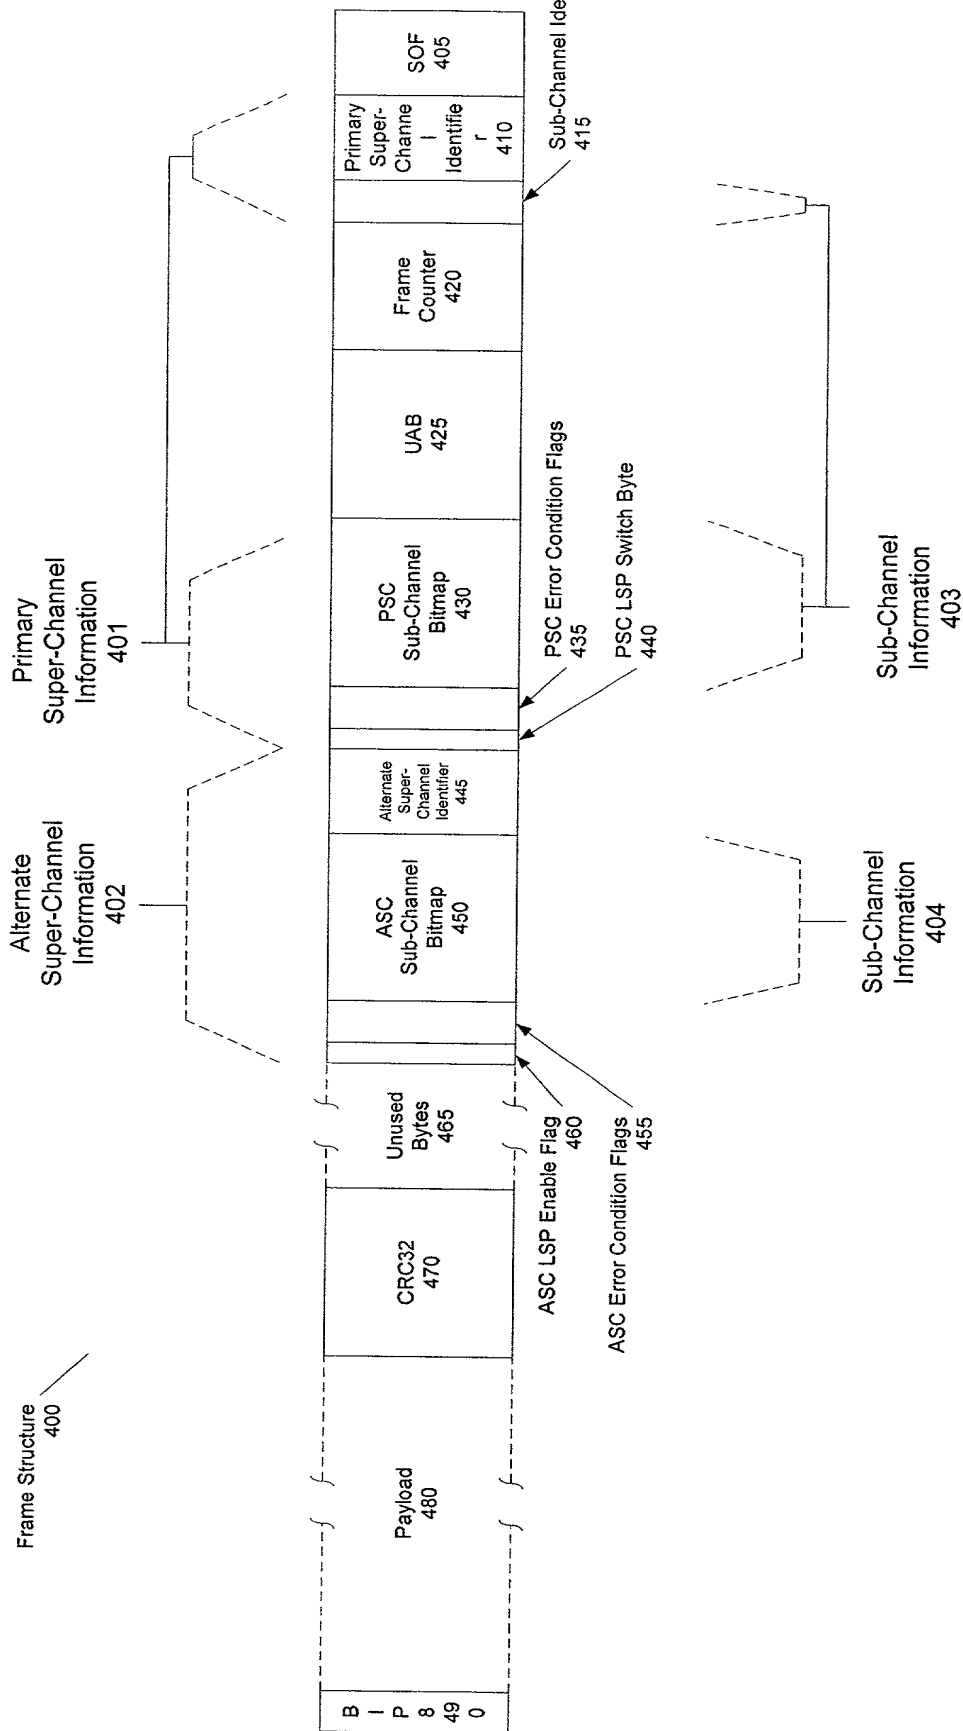 Frame Structure
400
Alternate
Super-Channel
Information
402
Primary
Super-Channel
Information
401
B
I
P
8
49
0
Payload
480
CRC32
470
Unused
Bytes
465
ASC
Sub-Channel
Bitmap
450
Alternate
Super-
Channel
Identifier
445
PSC
Sub-Channel
Bitmap
430
UAB
425
Frame
Counter
420
Primary
Super-
Channe
l
Identifie
r
410
SOF
405
ASC LSP Enable Flag
460
ASC Error Condition Flags
455
PSC Error Condition Flags
435
PSC LSP Switch Byte
440
Sub-Channel Ide
415
Sub-Channel
Information
404
Sub-Channel
Information
403